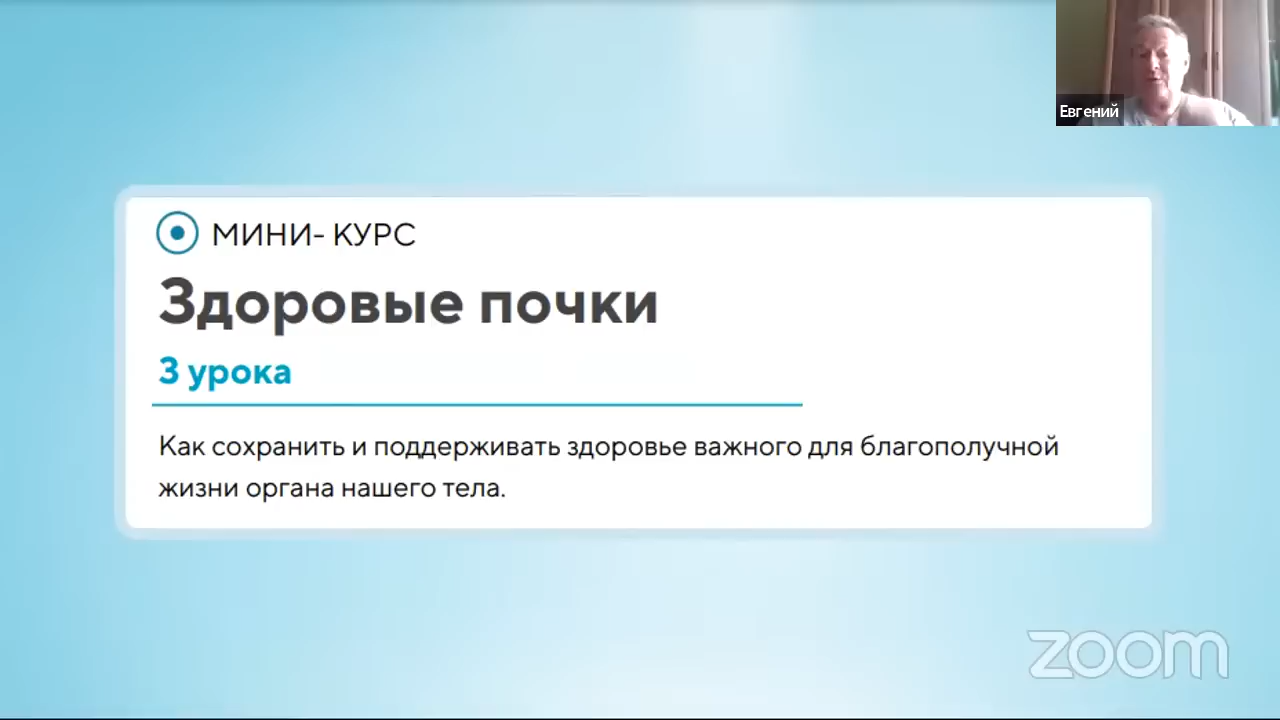 Евгений
МИНИ- КУРС
Здоровые почки
3 урока
Как сохранить и поддерживать здоровье важного для благополучной
жизни органа нашего тела.
zoom